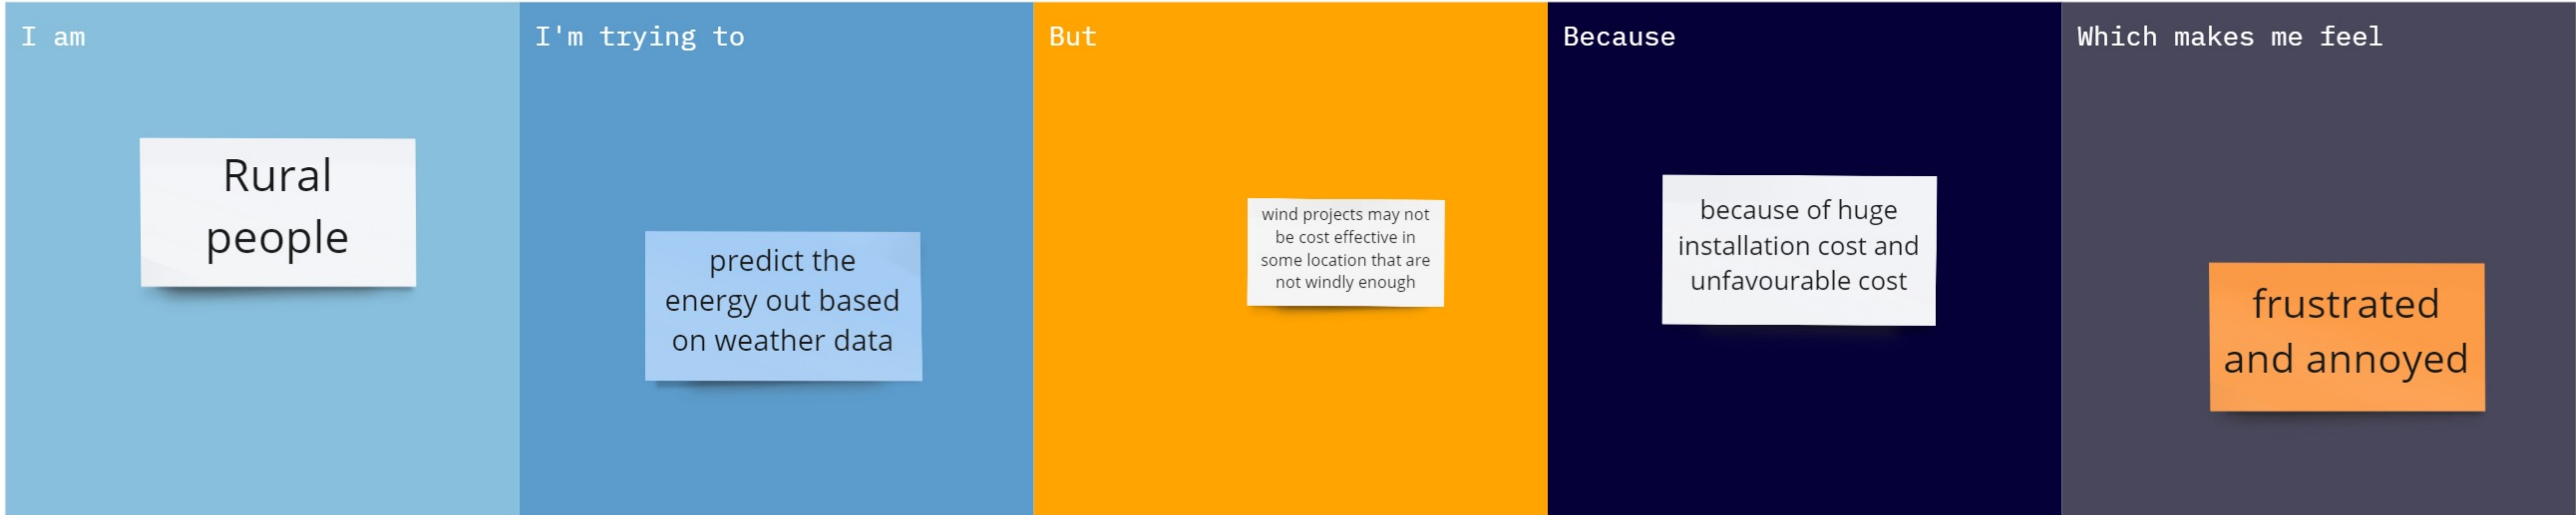 I am
Rural
people
I'm trying to
predict the
energy out based
on weather data
But
wind projects may not
be cost effective in
some location that are
not windly enough
Because
because of huge
installation cost and
unfavourable cost
Which makes me feel
frustrated
and annoyed